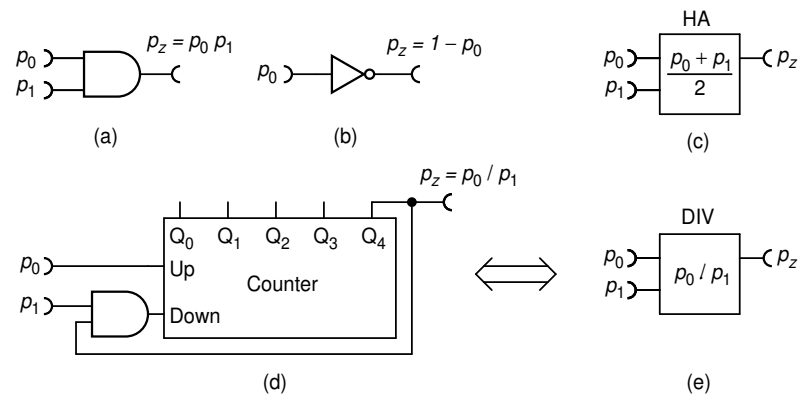 p0
p1
pz = p0 p1
(a)
p0
pz = 1 – p0
(b)
HA
p0
p1
p0 + p1
2
pz
(c)
pz = p0 / p1
Q0 Q1 Q2 Q3 Q4
p0
Up
Counter
p1
Down
(d)
DIV
p0
p1
p0 / p1
pz
(e)